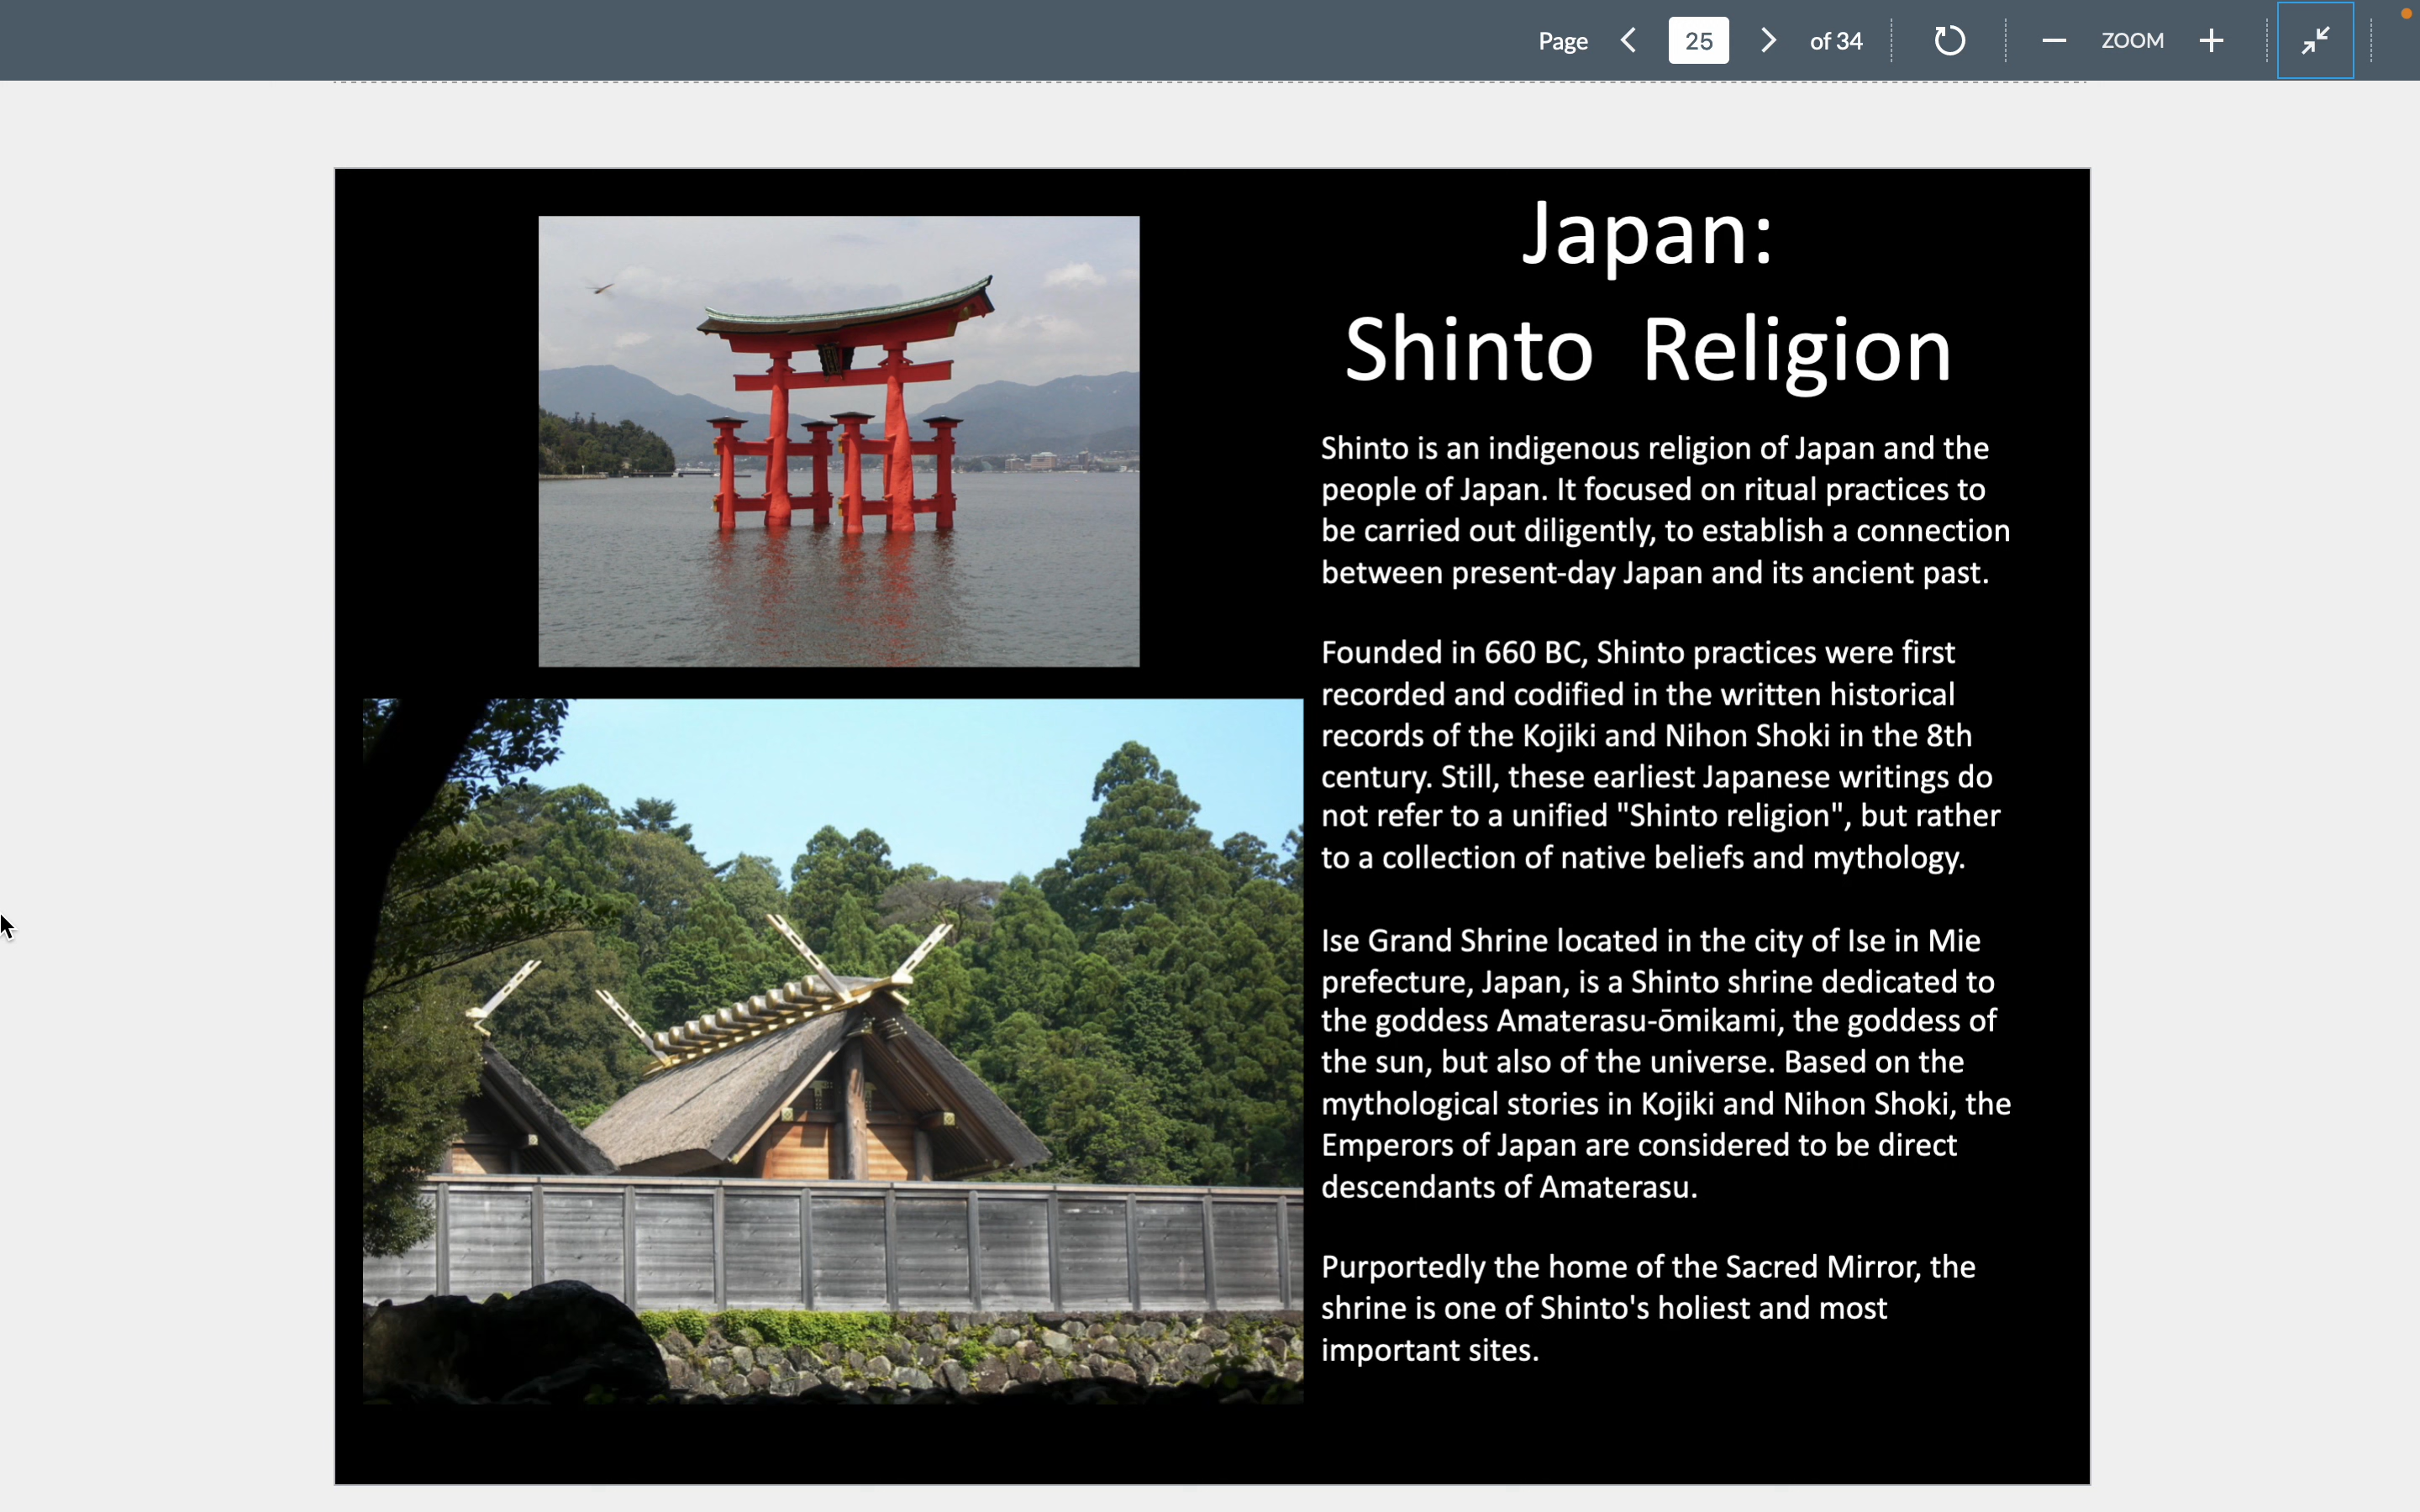 Page 25 of 34 ZOOM
Japan:
Shinto Religion
Shinto is an indigenous religion of Japan and the
people of Japan. It focused on ritual practices to
be carried out diligently, to establish a connection
between present-day Japan and its ancient past.
Founded in 660 BC, Shinto practices were first
recorded and codified in the written historical
records of the Kojiki and Nihon Shoki in the 8th
century. Still, these earliest Japanese writings do
not refer to a unified "Shinto religion", but rather
to a collection of native beliefs and mythology.
Ise Grand Shrine located in the city of Ise in Mie
prefecture, Japan, is a Shinto shrine dedicated to
the goddess Amaterasu-ōmikami, the goddess of
the sun, but also of the universe. Based on the
mythological stories in Kojiki and Nihon Shoki, the
Emperors of Japan are considered to be direct
descendants of Amaterasu.
Purportedly the home of the Sacred Mirror, the
shrine is one of Shinto's holiest and most
important sites.